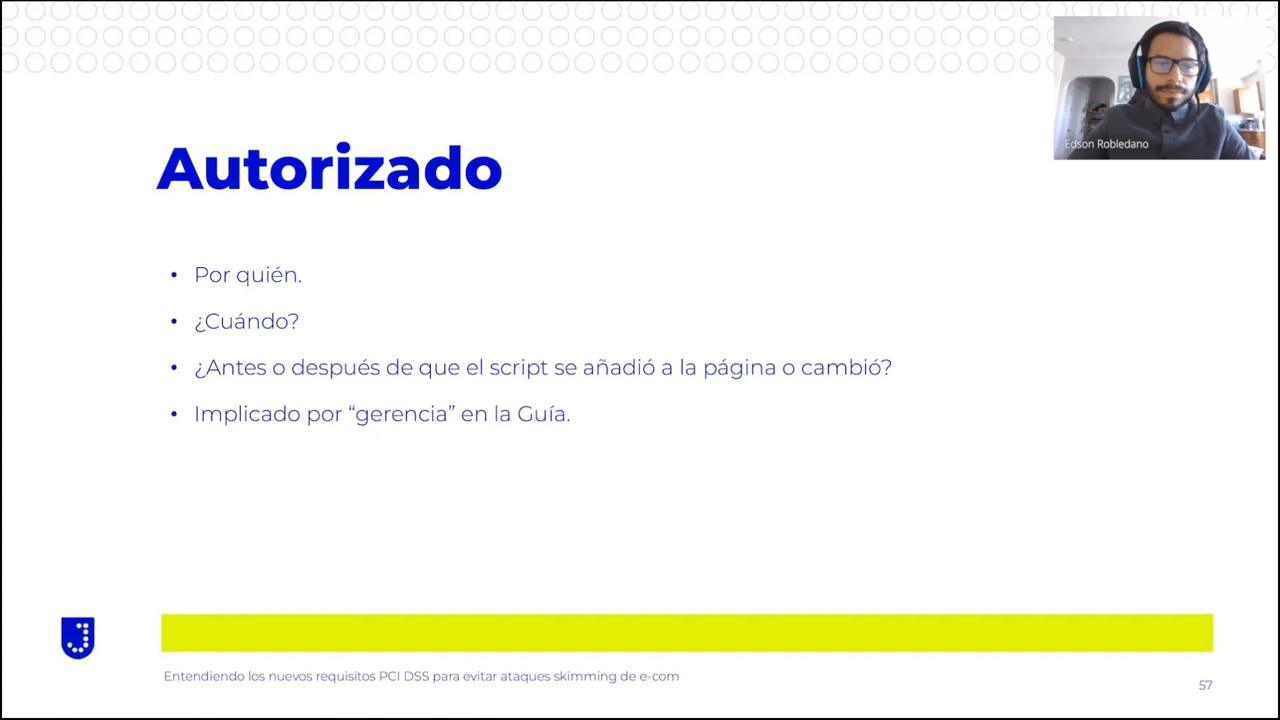 Edson Robledano
Autorizado
• Por quién.
• ¿Cuándo?
• ¿Antes o después de que el script se añadió a la página o cambió?
• Implicado por “gerencia” en la Guía.
Entendiendo los nuevos requisitos PCI DSS para evitar ataques skimming de e-com
57